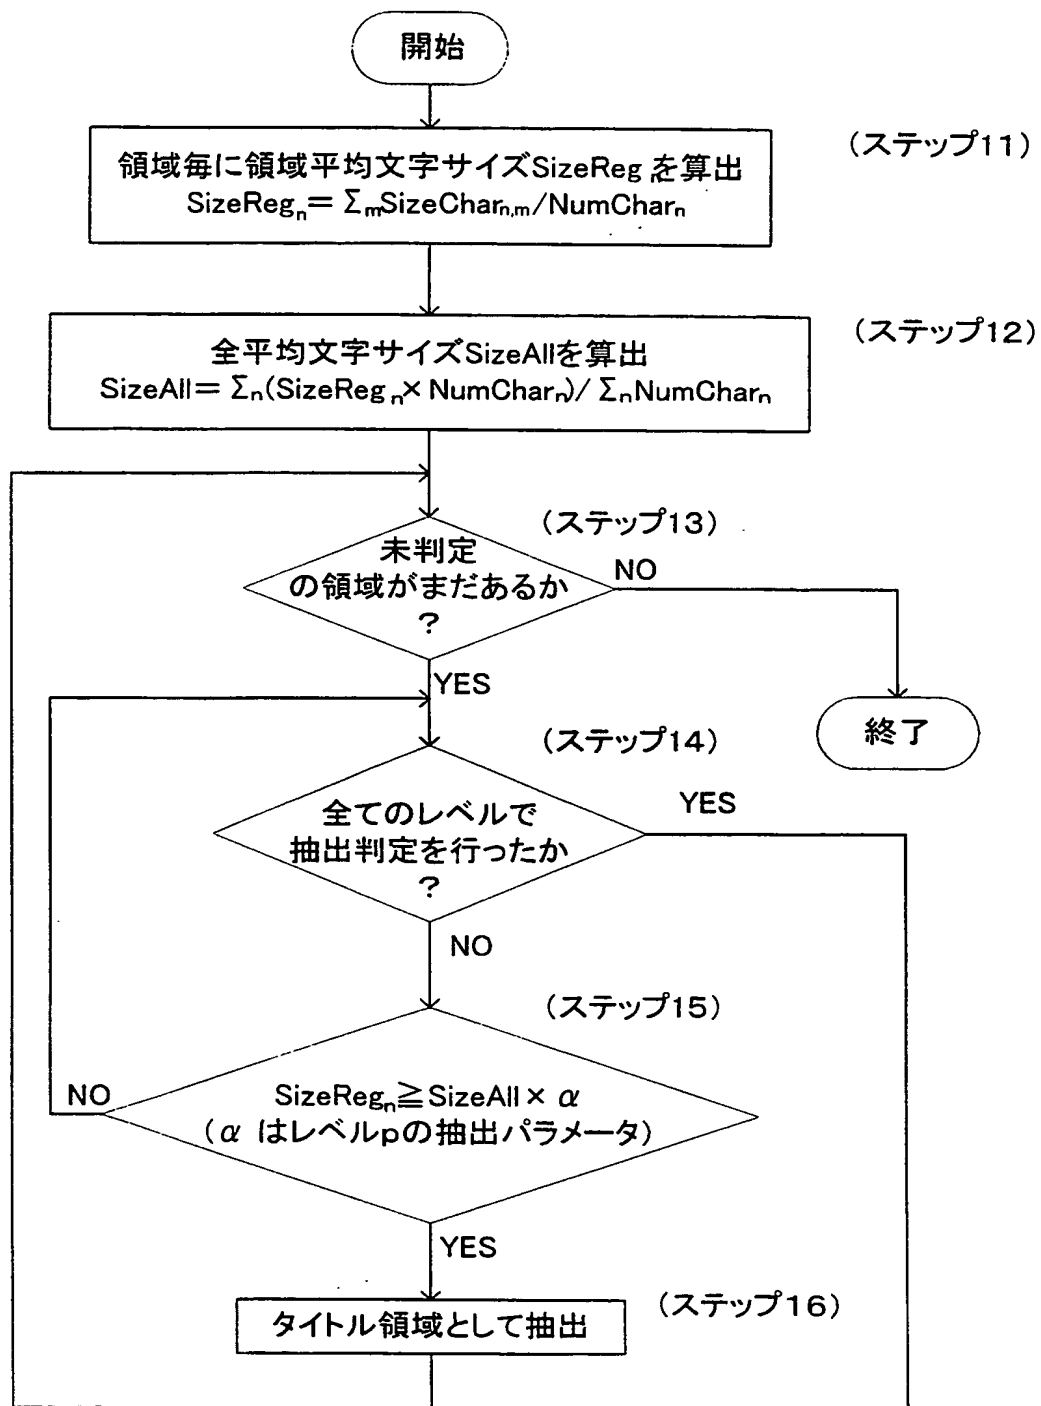 開始
(ステップ11)
領域毎に領域平均文字サイズSizeReg nを算出
SizeRegn= ΣmSizeCharn,m/NumCharn
(ステップ12)
全平均文字サイズSizeAllを算出
SizeAll= Σn(SizeRegn×NumCharn)/ΣnNumCharn
(ステップ13)
未判定
の領域がまだあるか
?
NO
YES
終了
(ステップ14)
全てのレベルで
抽出判定を行ったか
?
YES
NO
(ステップ15)
SizeRegn≧SizeAll× α
(α はレベルpの抽出パラメータ)
NO
YES
(ステップ16)
タイトル領域として抽出